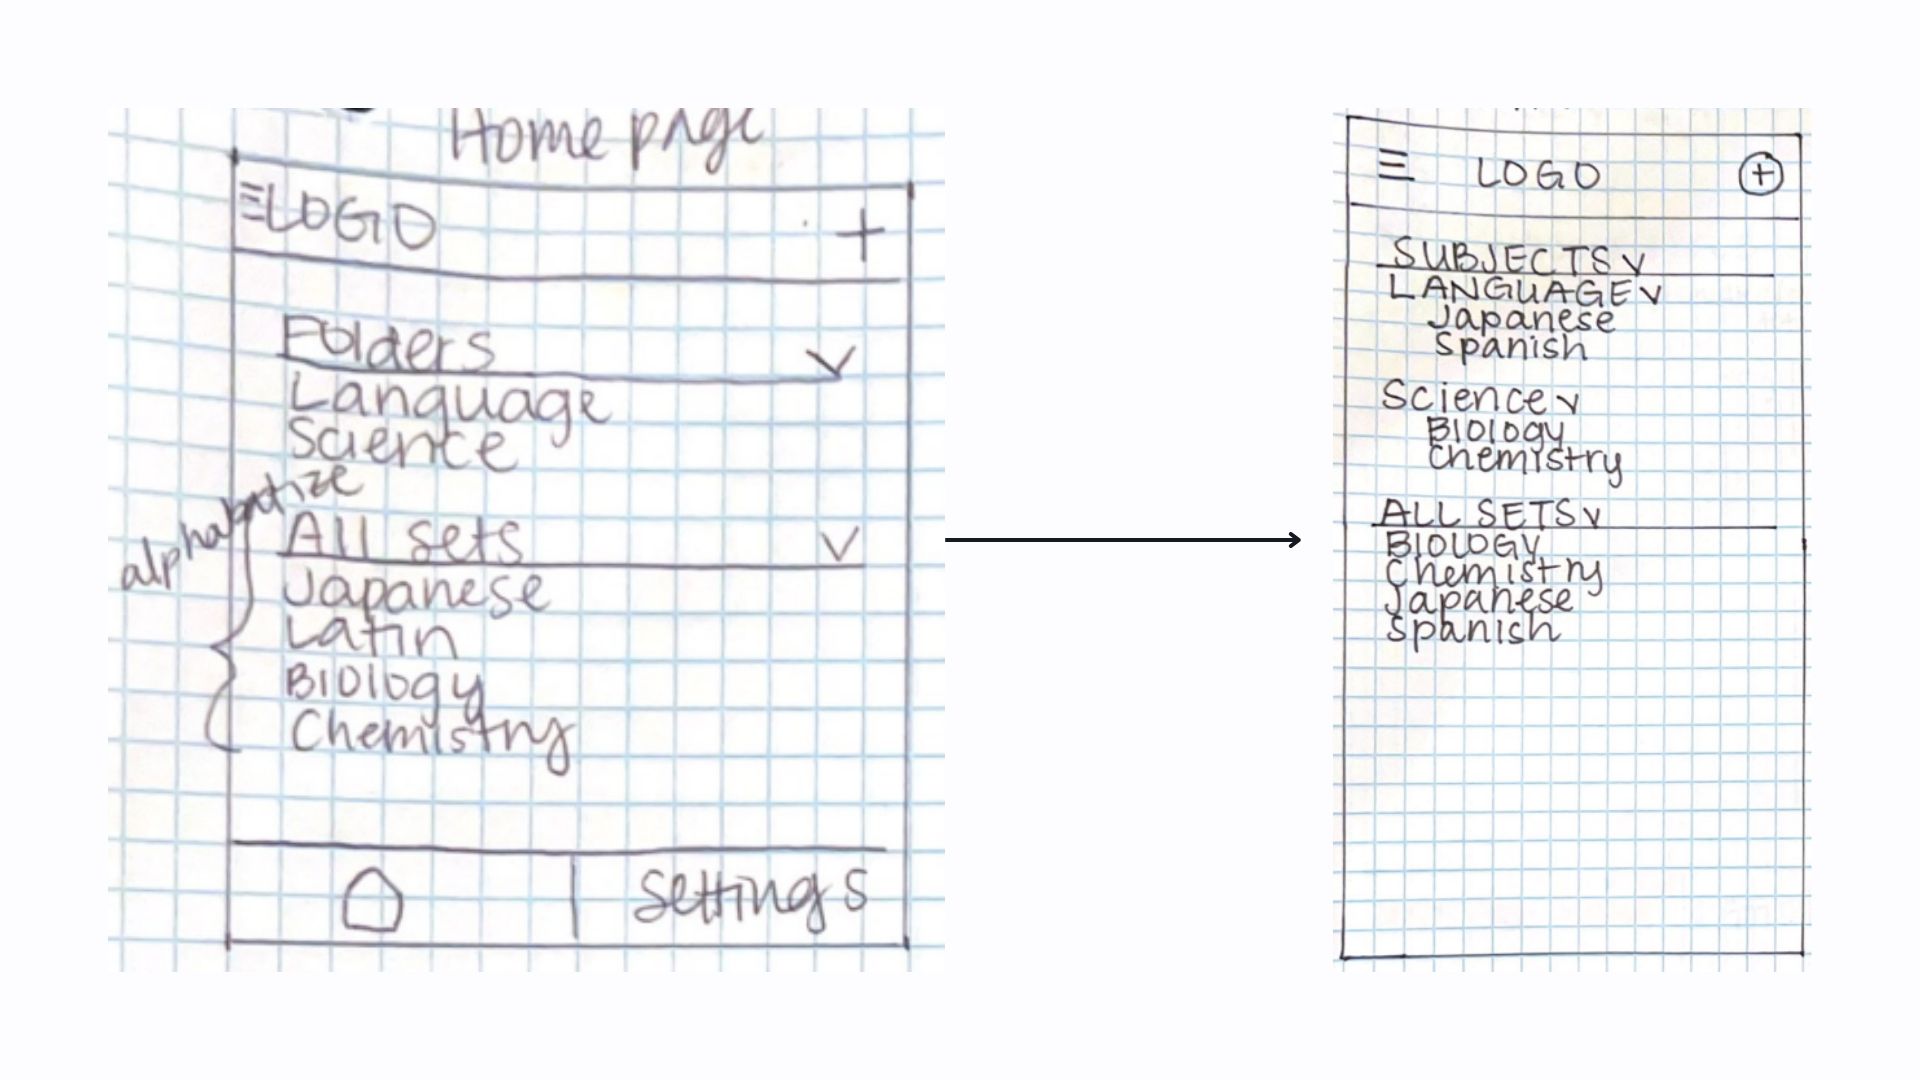 Home page
LOGO +
Folders V
Language
Science
alphabatize
All sets V
Japanese
Latin
Biology
Chemistry
Settings
LOGO +
SUBJECTS v
LANGUAGE v
Japanese
Spanish
Science v
Biology
Chemistry
ALL SETS v
BIOLOGY
Chemistry
Japanese
Spanish